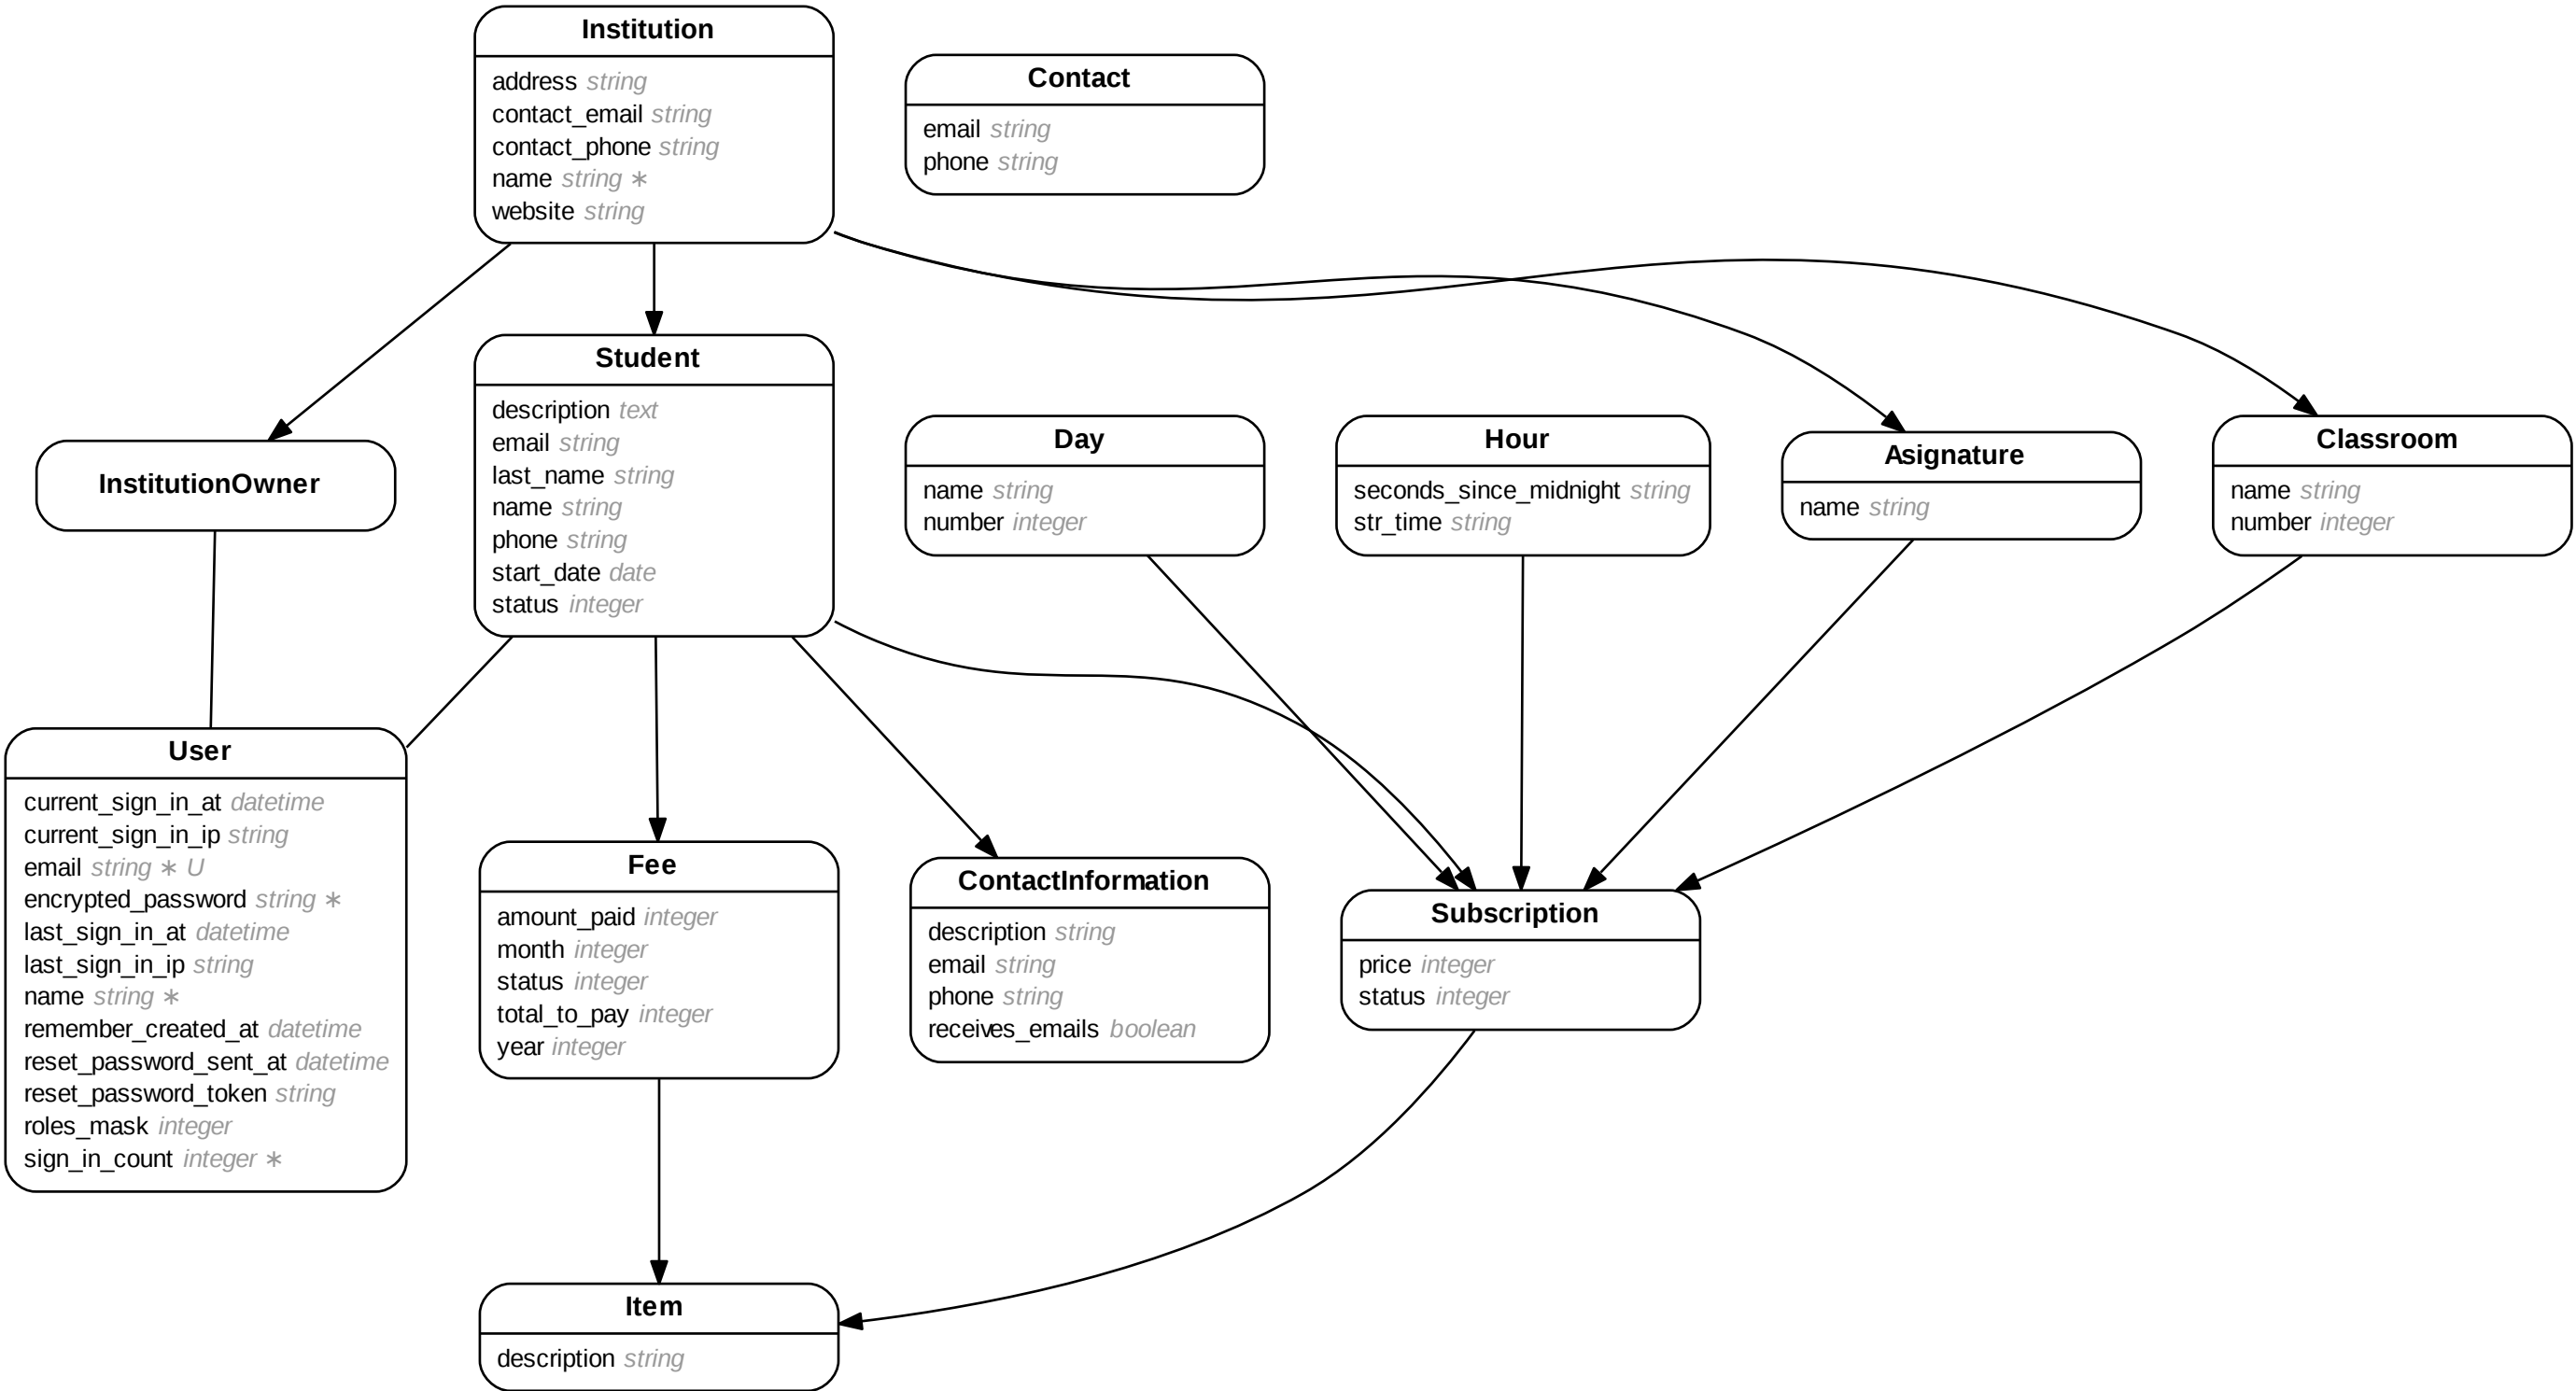 Institution
address string
contact_email string
contact_phone string
name string ∗
website string
Contact
email string
phone string
InstitutionOwner
Student
description text
email string
last_name string
name string
phone string
start_date date
status integer
Day
name string
number integer
Hour
seconds_since_midnight string
str_time string
Asignature
name string
Classroom
name string
number integer
User
current_sign_in_at datetime
current_sign_in_ip string
email string ∗ U
encrypted_password string ∗
last_sign_in_at datetime
last_sign_in_ip string
name string ∗
remember_created_at datetime
reset_password_sent_at datetime
reset_password_token string
roles_mask integer
sign_in_count integer ∗
Fee
amount_paid integer
month integer
status integer
total_to_pay integer
year integer
ContactInformation
description string
email string
phone string
receives_emails boolean
Subscription
price integer
status integer
Item
description string